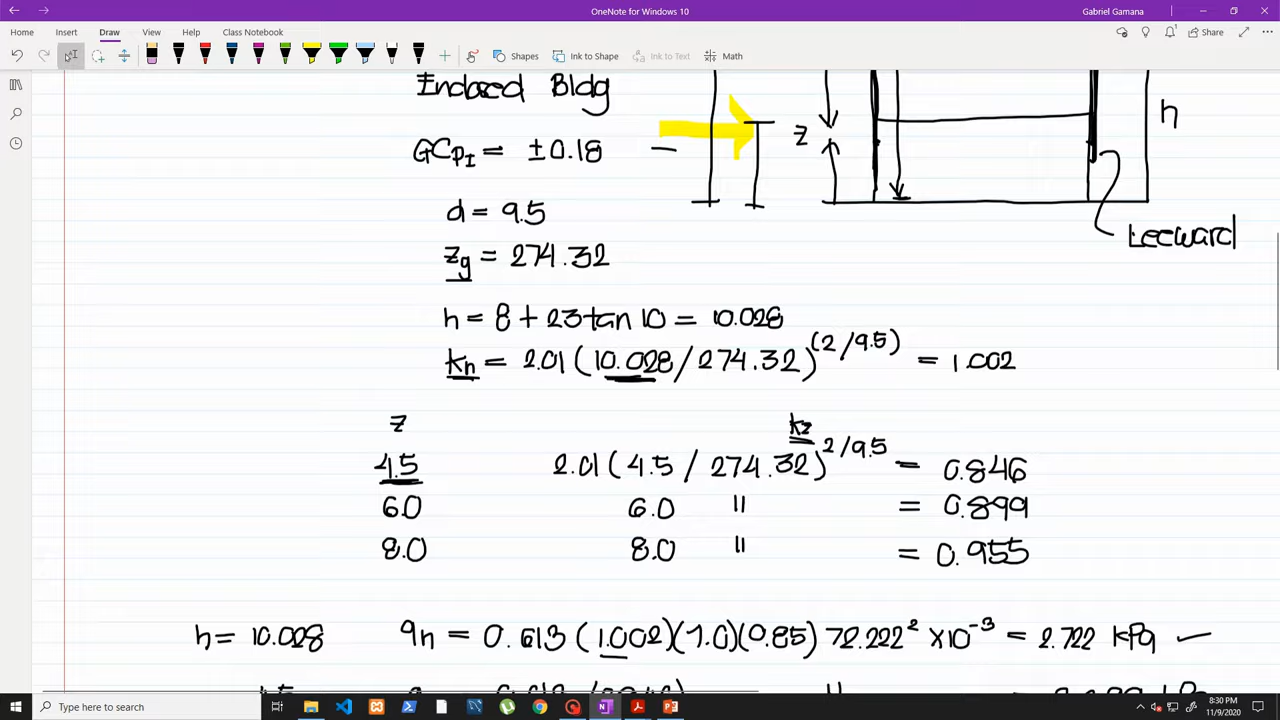 OneNote for Windows 10
Gabriel Gamana
Home Insert Draw View Help Class Notebook
Share
Shapes Ink to Shape Ink to Text Math
Enclosed Bldg
GCpI = ±0.18 —
z
h
d = 9.5
Leeward
zg = 274.32
h = 8 + 23tan 10 = 10.028
kh = 2.01 (10.028/274.32)^(2/9.5) = 1.002
z kz
4.5 2.01 (4.5 / 274.32)^2/9.5 = 0.846
6.0 6.0 " = 0.899
8.0 8.0 " = 0.955
h = 10.028 qh = 0.613 (1.002)(1.0)(0.85) 72.222² ×10⁻³ = 2.722 kPa
Type here to search
8:30 PM
11/9/2020